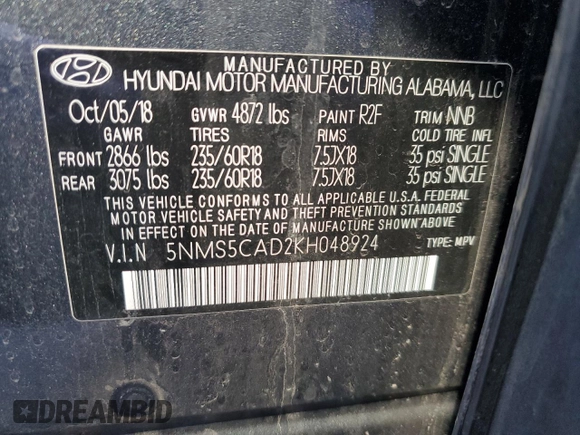 MANUFACTURED BY
HYUNDAI MOTOR MANUFACTURING ALABAMA, LLC
Oct/05/18 GVWR 4872 lbs PAINT R2F TRIM NNB
GAWR TIRES RIMS COLD TIRE INFL
FRONT 2866 lbs 235/60R18 7.5JX18 35 psi SINGLE
REAR 3075 lbs 235/60R18 7.5JX18 35 psi SINGLE
THIS VEHICLE CONFORMS TO ALL APPLICABLE U.S.A. FEDERAL
MOTOR VEHICLE SAFETY AND THEFT PREVENTION STANDARDS
IN EFFECT ON THE DATE OF MANUFACTURE SHOWN ABOVE
V.I.N 5NMS5CAD2KH048924 TYPE: MPV
DREAMBID